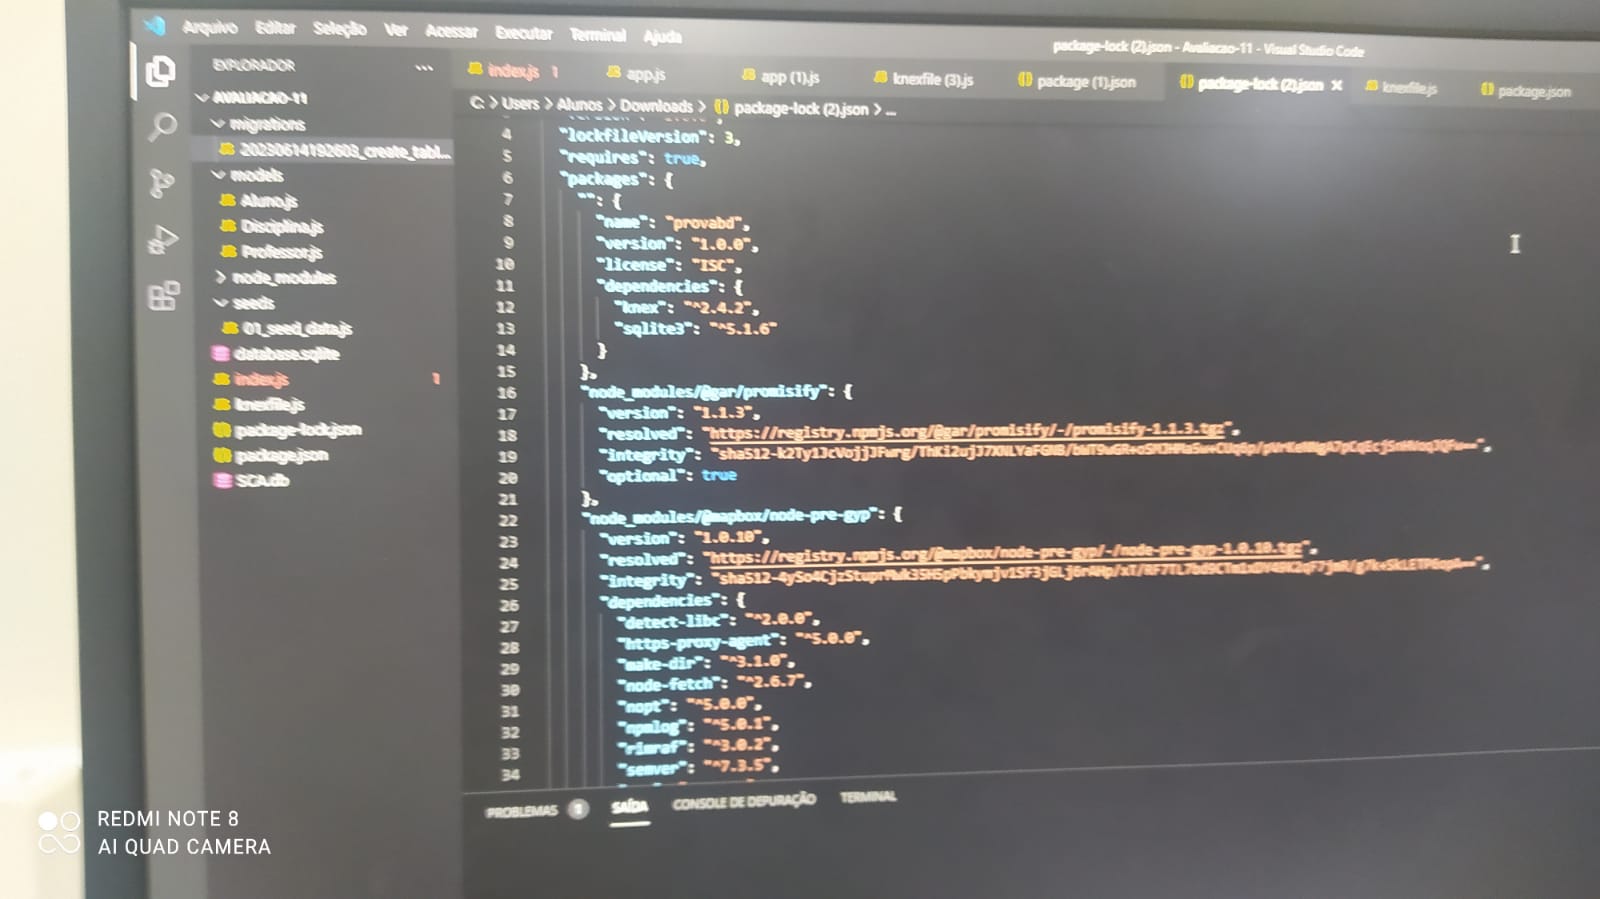 Arquivo Editar Seleção Ver Acessar Executar Terminal Ajuda
package-lock (2).json - Avaliacao-11 - Visual Studio Code
EXPLORADOR ...
AVALIACAO-11
migrations
20230614192603_create_tabl...
models
Aluno.js
Disciplina.js
Professor.js
node_modules
seeds
01_seed_data.js
database.sqlite
index.js 1
knexfile.js
package-lock.json
package.json
SCA.db
index.js 1 app.js app (1).js knexfile (3).js package (1).json package-lock (2).json knexfile.js package.json
C: > Users > Alunos > Downloads > package-lock (2).json > ...
4 "lockfileVersion": 3,
5 "requires": true,
6 "packages": {
7 "": {
8 "name": "provabd",
9 "version": "1.0.0",
10 "license": "ISC",
11 "dependencies": {
12 "knex": "^2.4.2",
13 "sqlite3": "^5.1.6"
14 }
15 },
16 "node_modules/@gar/promisify": {
17 "version": "1.1.3",
18 "resolved": "https://registry.npmjs.org/@gar/promisify/-/promisify-1.1.3.tgz",
19 "integrity":
20 "optional": true
21 },
22 "node_modules/@mapbox/node-pre-gyp": {
23 "version": "1.0.10",
24 "resolved": "https://registry.npmjs.org/@mapbox/node-pre-gyp/-/node-pre-gyp-1.0.10.tgz",
25 "integrity":
26 "dependencies": {
27 "detect-libc": "^2.0.0",
28 "https-proxy-agent": "^5.0.0",
29 "make-dir": "^3.1.0",
30 "node-fetch": "^2.6.7",
31 "nopt": "^5.0.0",
32 "npmlog": "^5.0.1",
33 "rimraf": "^3.0.2",
34 "semver": "^7.3.5",
PROBLEMAS 1 SAÍDA CONSOLE DE DEPURAÇÃO TERMINAL
REDMI NOTE 8
AI QUAD CAMERA